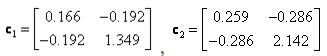 c₁ = [ 0.166 −0.192 ] , c₂ = [ 0.259 −0.286 ]
[ −0.192 1.349 ] [ −0.286 2.142 ]